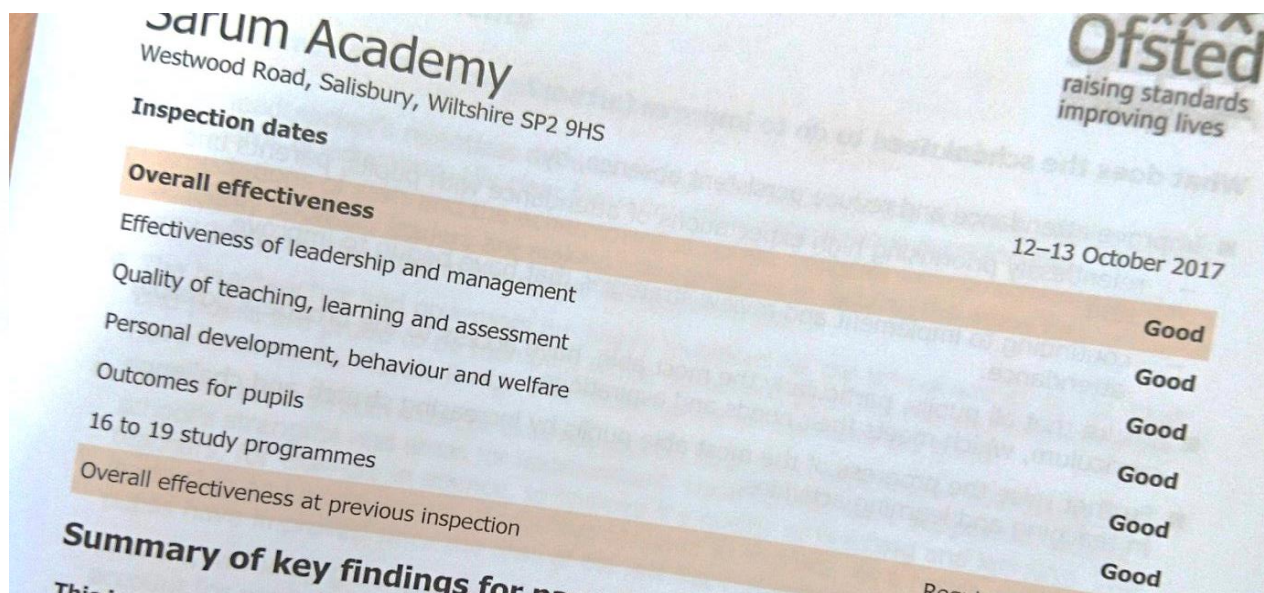 Sarum Academy
Westwood Road, Salisbury, Wiltshire SP2 9HS
Ofsted
raising standards
improving lives
Inspection dates 12–13 October 2017
Overall effectiveness Good
Effectiveness of leadership and management Good
Quality of teaching, learning and assessment Good
Personal development, behaviour and welfare Good
Outcomes for pupils Good
16 to 19 study programmes Good
Overall effectiveness at previous inspection
Summary of key findings for